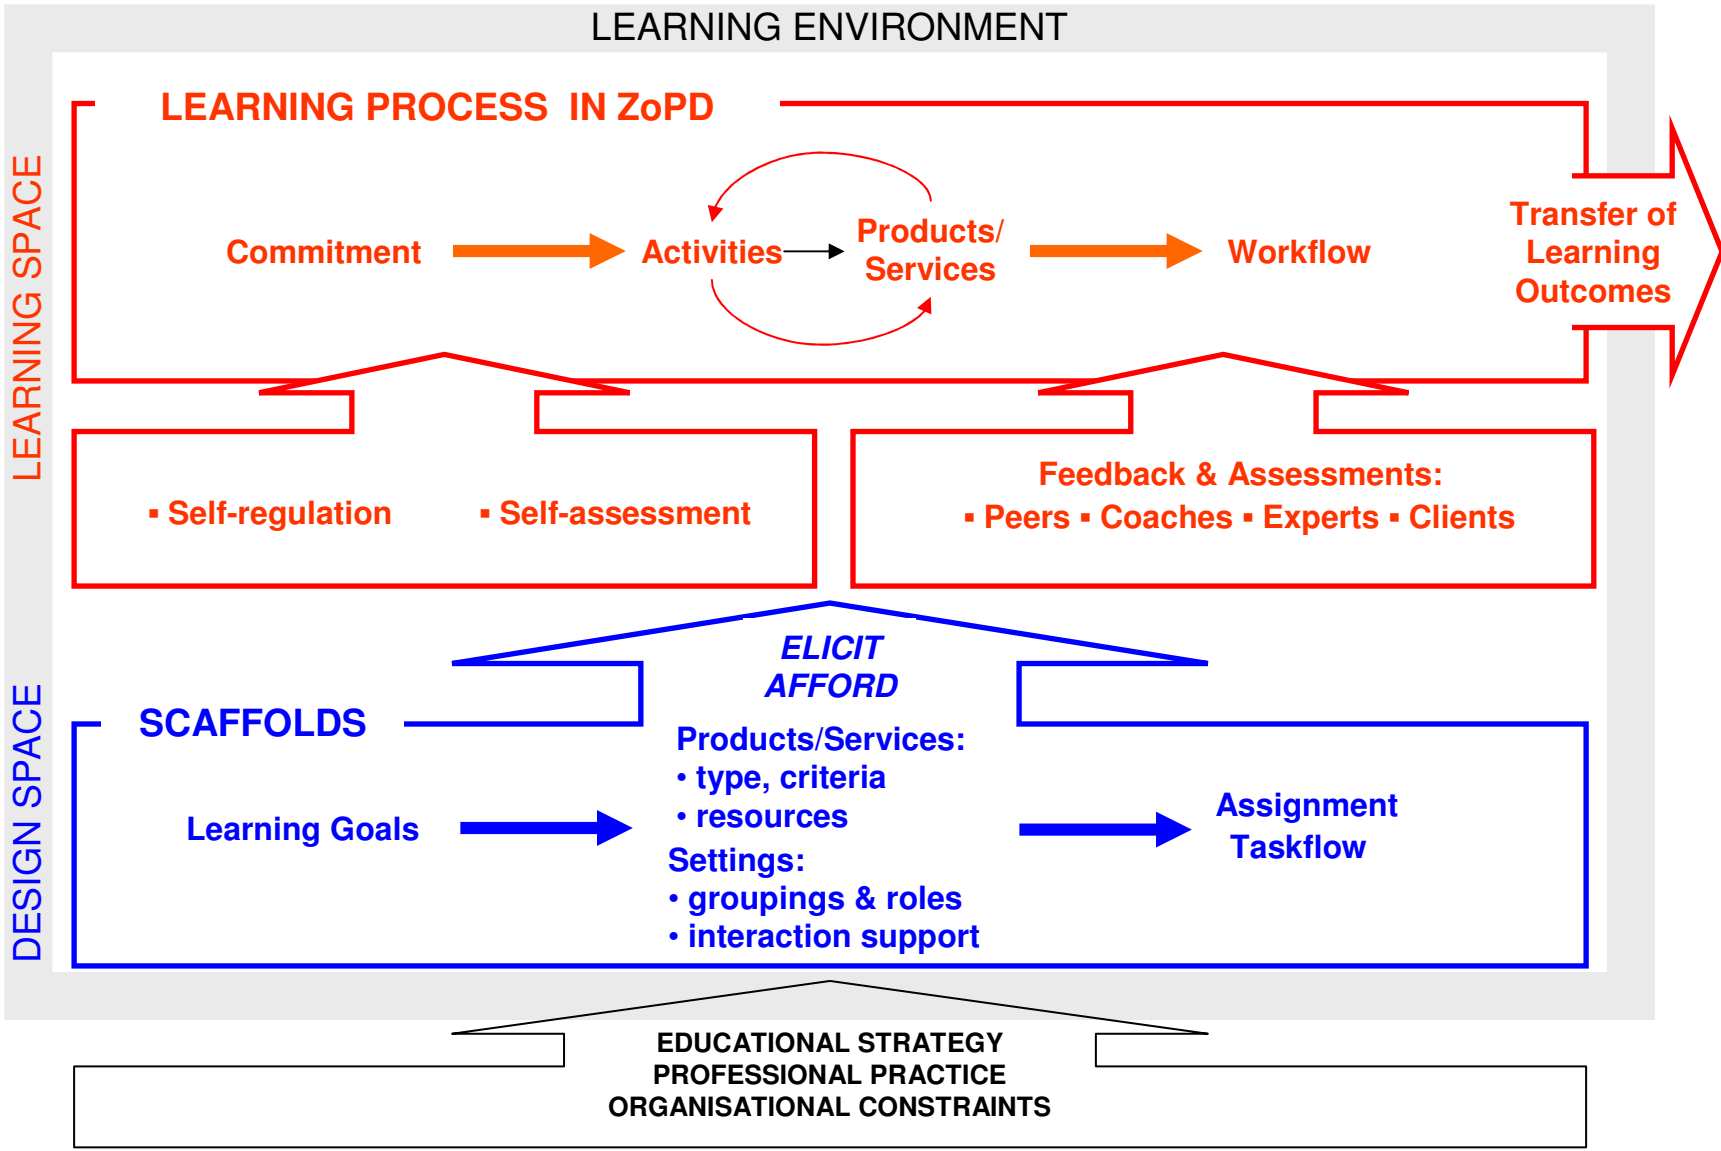 LEARNING ENVIRONMENT
LEARNING SPACE
LEARNING PROCESS IN ZoPD
Commitment
Activities
Products/
Services
Workflow
Transfer of
Learning
Outcomes
▪ Self-regulation ▪ Self-assessment
Feedback & Assessments:
▪ Peers ▪ Coaches ▪ Experts ▪ Clients
DESIGN SPACE
ELICIT
AFFORD
SCAFFOLDS
Learning Goals
Products/Services:
• type, criteria
• resources
Settings:
• groupings & roles
• interaction support
Assignment
Taskflow
EDUCATIONAL STRATEGY
PROFESSIONAL PRACTICE
ORGANISATIONAL CONSTRAINTS